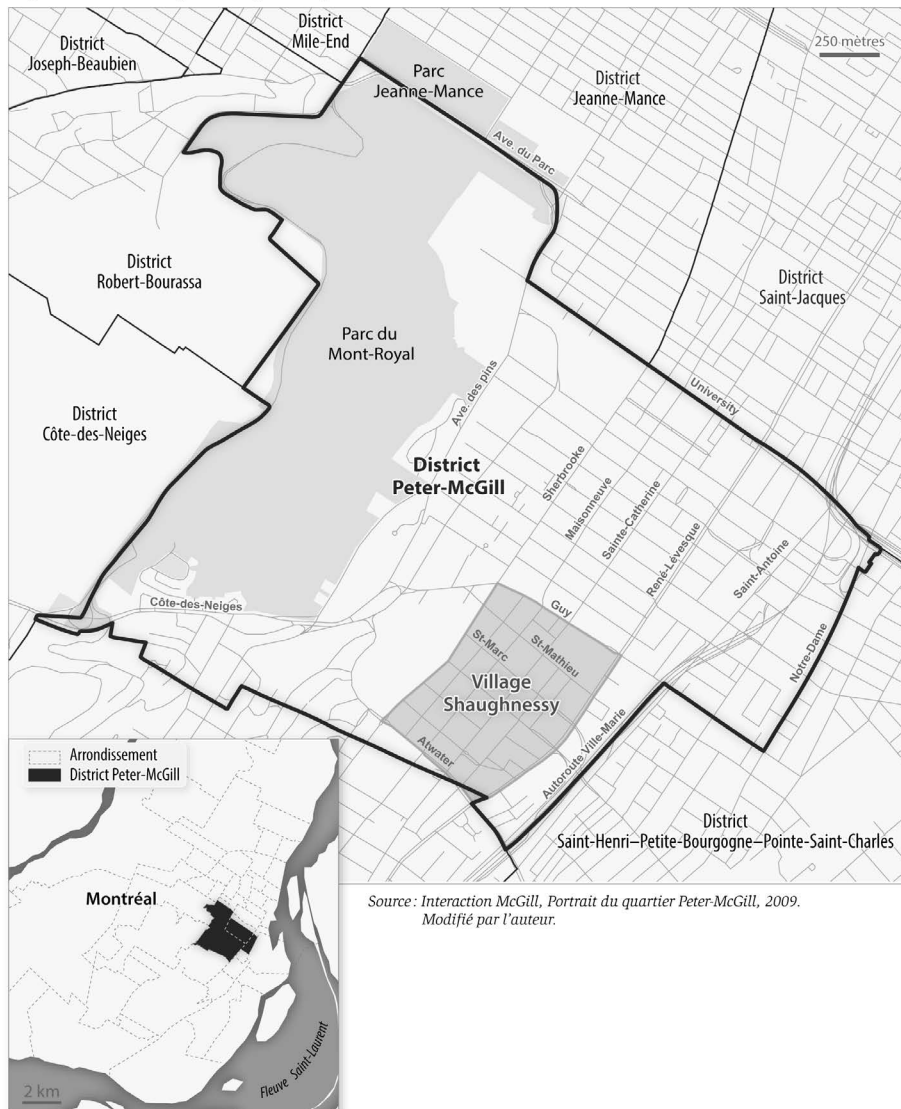 District
Joseph-Beaubien
District
Mile-End
250 mètres
Parc
Jeanne-Mance
District
Jeanne-Mance
Ave. du Parc
District
Robert-Bourassa
District
Saint-Jacques
Parc du
Mont-Royal
Ave. des pins
University
District
Côte-des-Neiges
District
Peter-McGill
Sherbrooke
Maisonneuve
Sainte-Catherine
René-Lévesque
Saint-Antoine
Côte-des-Neiges
Guy
St-Marc
St-Mathieu
Notre-Dame
Village
Shaughnessy
Atwater
Autoroute Ville-Marie
District
Saint-Henri–Petite-Bourgogne–Pointe-Saint-Charles
Arrondissement
District Peter-McGill
Montréal
Fleuve Saint-Laurent
2 km
Source : Interaction McGill, Portrait du quartier Peter-McGill, 2009.
Modifié par l'auteur.